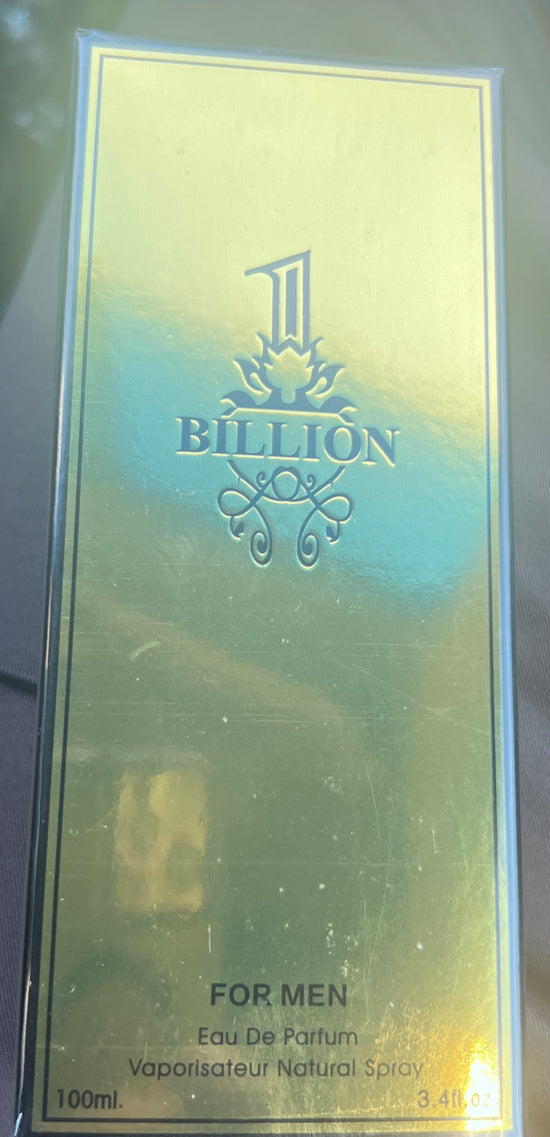 1
BILLION
FOR MEN
Eau De Parfum
Vaporisateur Natural Spray
100ml. 3.4fl.oz